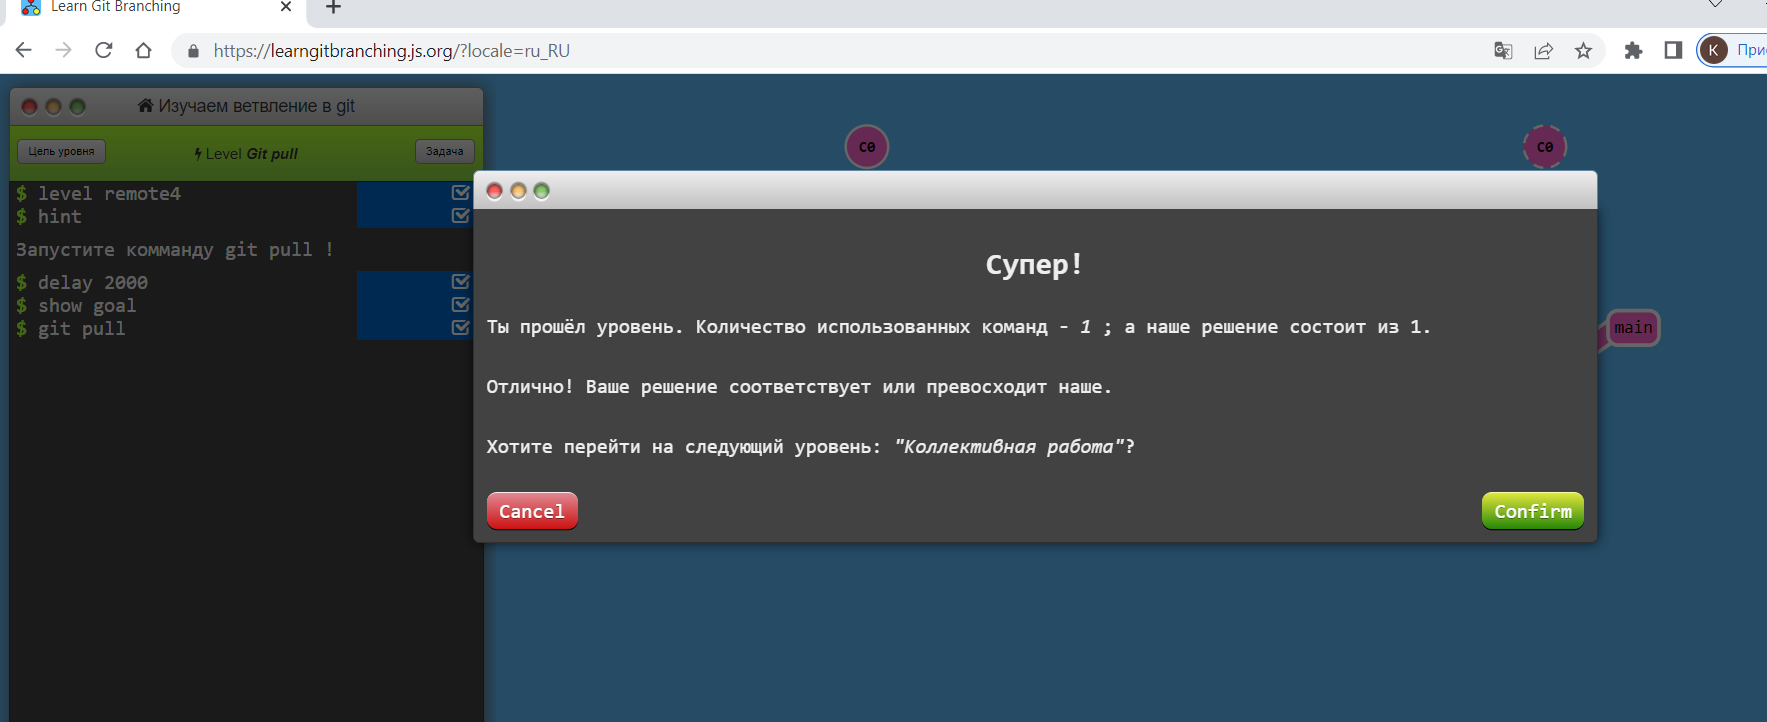 Learn Git Branching
https://learngitbranching.js.org/?locale=ru_RU
K
Изучаем ветвление в git
Цель уровня
Level Git pull
Задача
$ level remote4
$ hint
Запустите комманду git pull !
$ delay 2000
$ show goal
$ git pull
C0
C0
main
Супер!
Ты прошёл уровень. Количество использованных команд - 1 ; а наше решение состоит из 1.
Отлично! Ваше решение соответствует или превосходит наше.
Хотите перейти на следующий уровень: "Коллективная работа"?
Cancel
Confirm